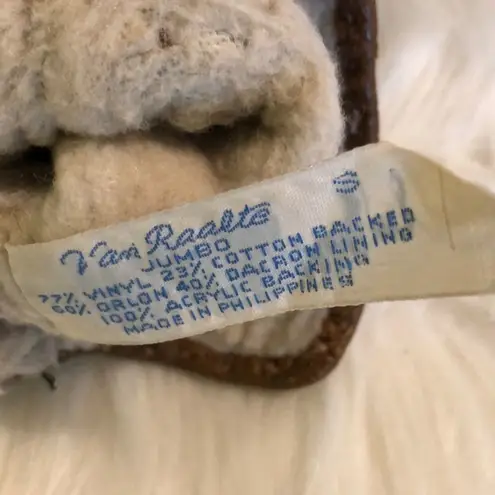 Van Raalte S
JUMBO
77% VINYL 23% COTTON BACKED
60% ORLON 40% DACRON LINING
100% ACRYLIC BACKING
MADE IN PHILIPPINES